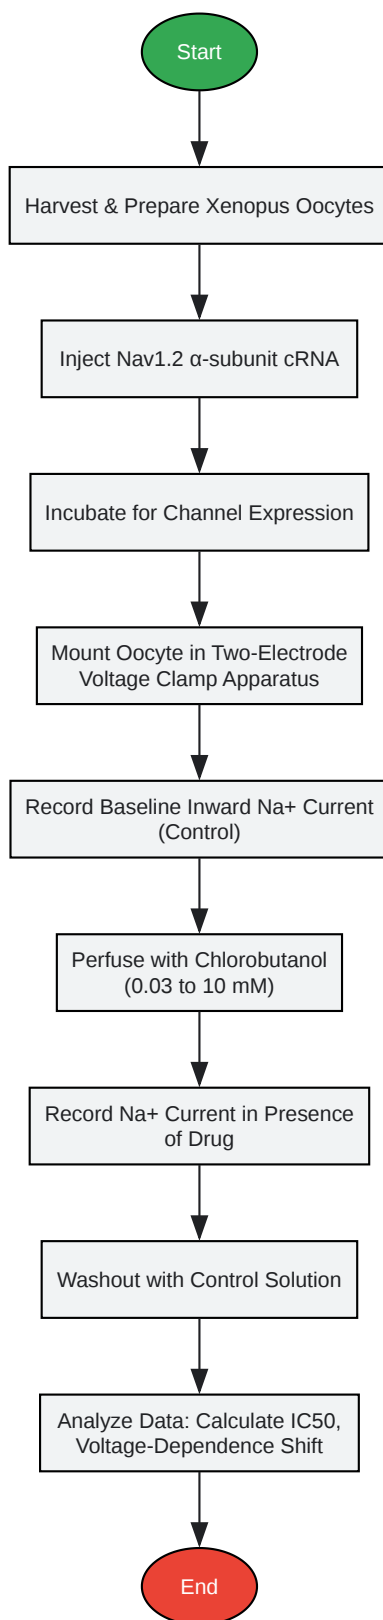 Start
Harvest & Prepare Xenopus Oocytes
Inject Nav1.2 α-subunit cRNA
Incubate for Channel Expression
Mount Oocyte in Two-Electrode
Voltage Clamp Apparatus
Record Baseline Inward Na+ Current
(Control)
Perfuse with Chlorobutanol
(0.03 to 10 mM)
Record Na+ Current in Presence
of Drug
Washout with Control Solution
Analyze Data: Calculate IC50,
Voltage-Dependence Shift
End